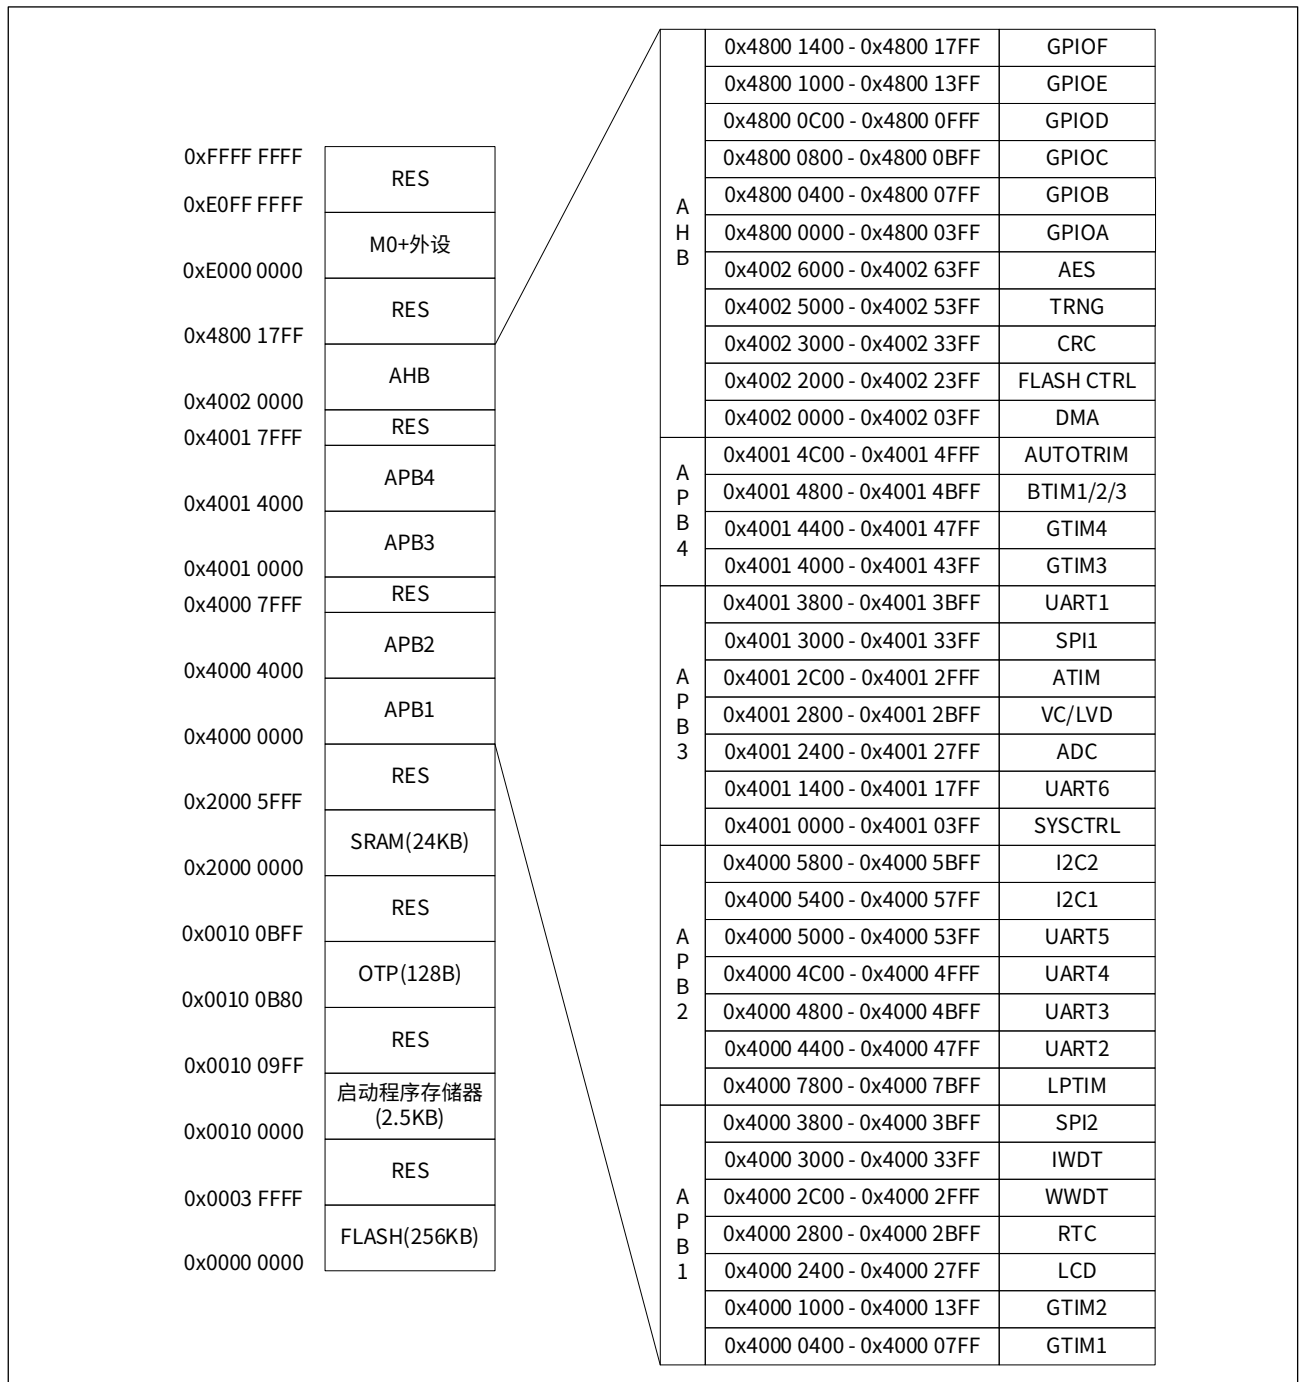 0xFFFF FFFF
RES
0xE0FF FFFF
M0+外设
0xE000 0000
RES
0x4800 17FF
AHB
0x4002 0000
RES
0x4001 7FFF
APB4
0x4001 4000
APB3
0x4001 0000
RES
0x4000 7FFF
APB2
0x4000 4000
APB1
0x4000 0000
RES
0x2000 5FFF
SRAM(24KB)
0x2000 0000
RES
0x0010 0BFF
OTP(128B)
0x0010 0B80
RES
0x0010 09FF
启动程序存储器
(2.5KB)
0x0010 0000
RES
0x0003 FFFF
FLASH(256KB)
0x0000 0000
AHB
0x4800 1400 - 0x4800 17FF GPIOF
0x4800 1000 - 0x4800 13FF GPIOE
0x4800 0C00 - 0x4800 0FFF GPIOD
0x4800 0800 - 0x4800 0BFF GPIOC
0x4800 0400 - 0x4800 07FF GPIOB
0x4800 0000 - 0x4800 03FF GPIOA
0x4002 6000 - 0x4002 63FF AES
0x4002 5000 - 0x4002 53FF TRNG
0x4002 3000 - 0x4002 33FF CRC
0x4002 2000 - 0x4002 23FF FLASH CTRL
0x4002 0000 - 0x4002 03FF DMA
APB4
0x4001 4C00 - 0x4001 4FFF AUTOTRIM
0x4001 4800 - 0x4001 4BFF BTIM1/2/3
0x4001 4400 - 0x4001 47FF GTIM4
0x4001 4000 - 0x4001 43FF GTIM3
APB3
0x4001 3800 - 0x4001 3BFF UART1
0x4001 3000 - 0x4001 33FF SPI1
0x4001 2C00 - 0x4001 2FFF ATIM
0x4001 2800 - 0x4001 2BFF VC/LVD
0x4001 2400 - 0x4001 27FF ADC
0x4001 1400 - 0x4001 17FF UART6
0x4001 0000 - 0x4001 03FF SYSCTRL
APB2
0x4000 5800 - 0x4000 5BFF I2C2
0x4000 5400 - 0x4000 57FF I2C1
0x4000 5000 - 0x4000 53FF UART5
0x4000 4C00 - 0x4000 4FFF UART4
0x4000 4800 - 0x4000 4BFF UART3
0x4000 4400 - 0x4000 47FF UART2
0x4000 7800 - 0x4000 7BFF LPTIM
APB1
0x4000 3800 - 0x4000 3BFF SPI2
0x4000 3000 - 0x4000 33FF IWDT
0x4000 2C00 - 0x4000 2FFF WWDT
0x4000 2800 - 0x4000 2BFF RTC
0x4000 2400 - 0x4000 27FF LCD
0x4000 1000 - 0x4000 13FF GTIM2
0x4000 0400 - 0x4000 07FF GTIM1